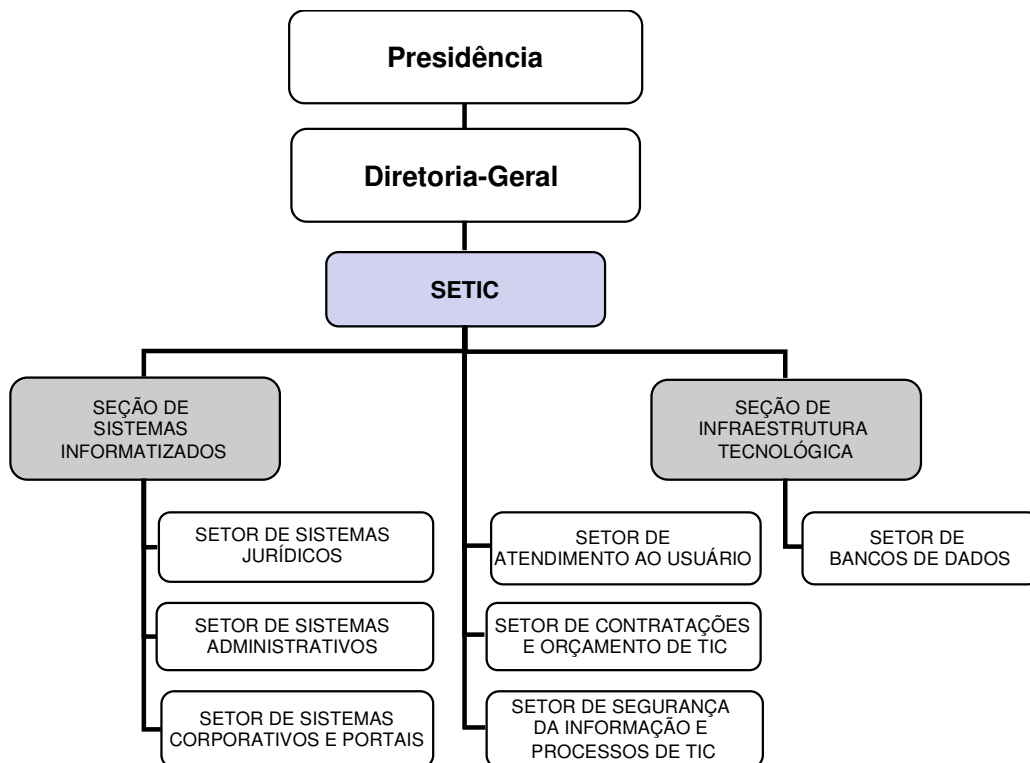 Presidência
Diretoria-Geral
SETIC
SEÇÃO DE
SISTEMAS
INFORMATIZADOS
SEÇÃO DE
INFRAESTRUTURA
TECNOLÓGICA
SETOR DE SISTEMAS
JURÍDICOS
SETOR DE
ATENDIMENTO AO USUÁRIO
SETOR DE
BANCOS DE DADOS
SETOR DE SISTEMAS
ADMINISTRATIVOS
SETOR DE CONTRATAÇÕES
E ORÇAMENTO DE TIC
SETOR DE SISTEMAS
CORPORATIVOS E PORTAIS
SETOR DE SEGURANÇA
DA INFORMAÇÃO E
PROCESSOS DE TIC